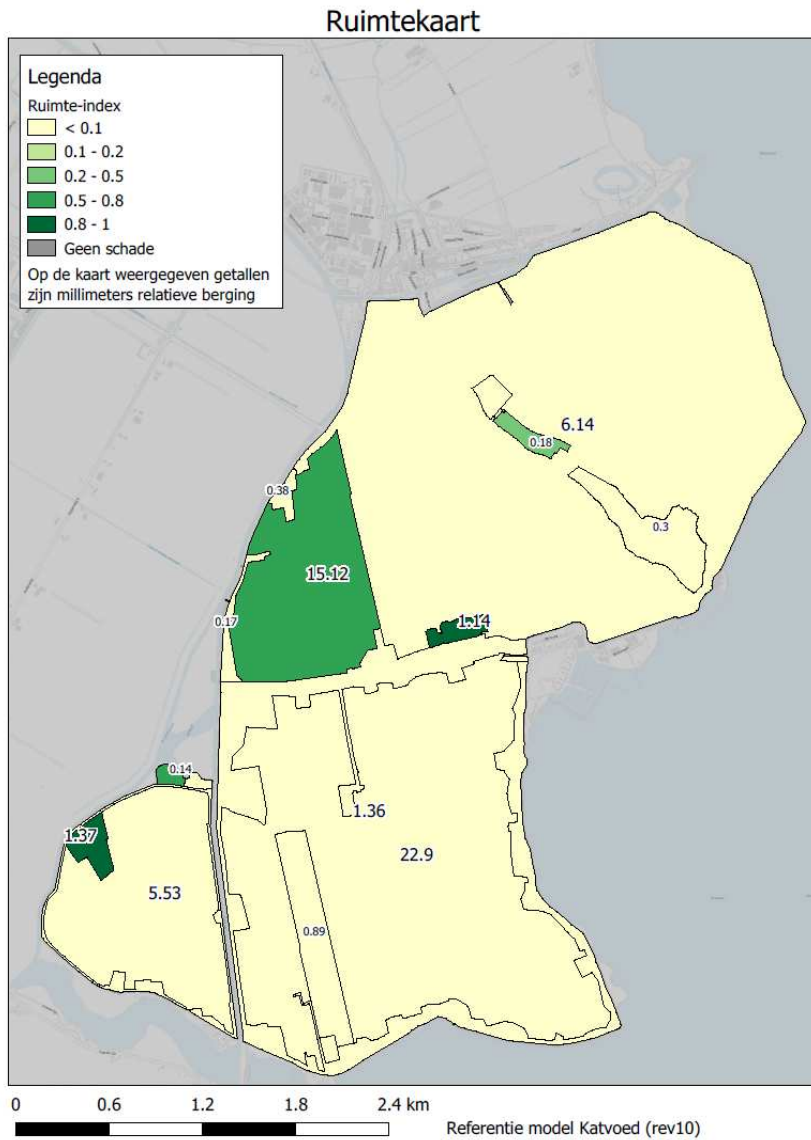 Ruimtekaart
Legenda
Ruimte-index
< 0.1
0.1 - 0.2
0.2 - 0.5
0.5 - 0.8
0.8 - 1
Geen schade
Op de kaart weergegeven getallen
zijn millimeters relatieve berging
6.14
0.18
0.38
0.3
15.12
0.17
1.14
0.14
1.36
1.37
22.9
5.53
0.89
0 0.6 1.2 1.8 2.4 km
Referentie model Katvoed (rev10)